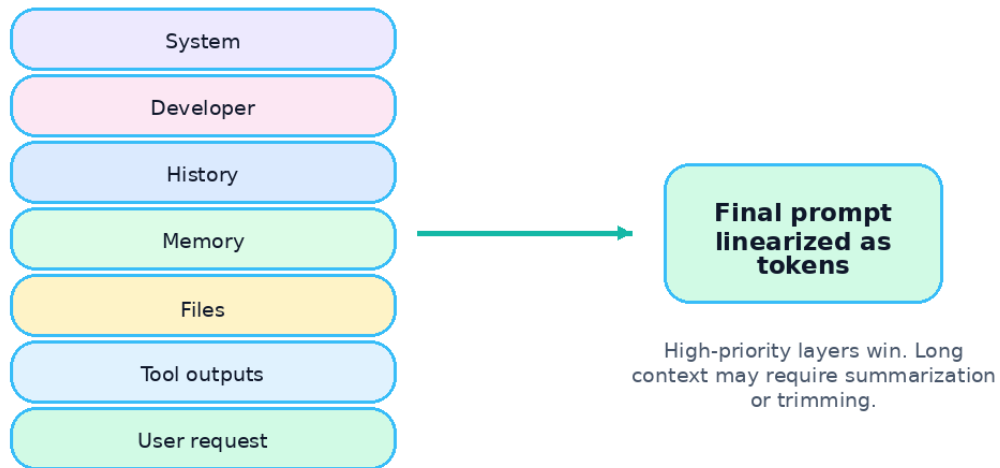 System
Developer
History
Memory
Files
Tool outputs
User request
Final prompt
linearized as
tokens
High-priority layers win. Long
context may require summarization
or trimming.